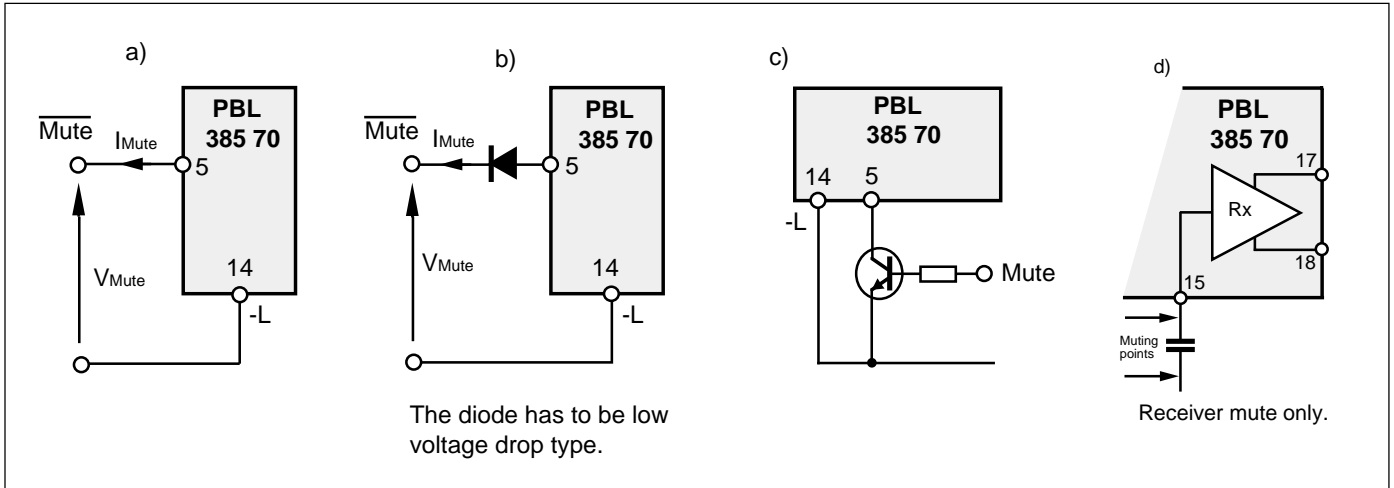 a)
PBL
385 70
Mute
IMute
5
14
VMute
-L
b)
PBL
385 70
Mute
IMute
5
14
VMute
-L
The diode has to be low
voltage drop type.
c)
PBL
385 70
14 5
-L
Mute
d)
PBL
385 70
17
Rx
18
15
Muting
points
Receiver mute only.